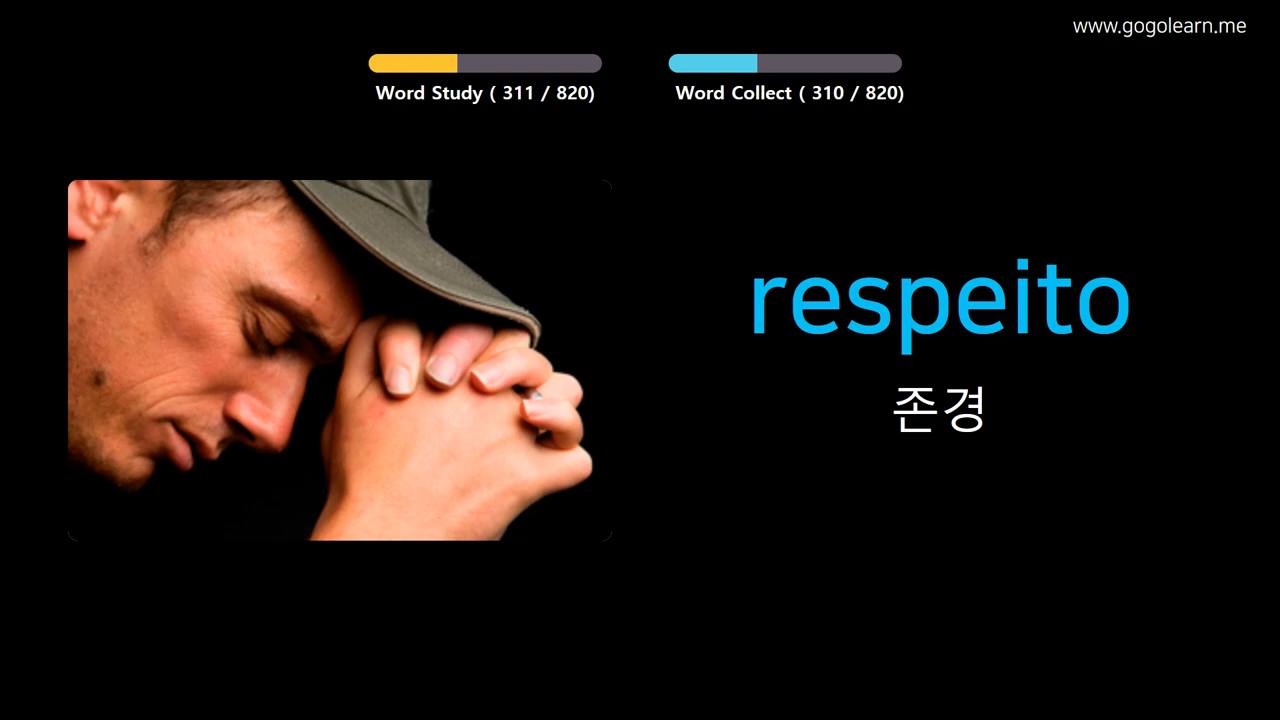 www.gogolearn.me
Word Study ( 311 / 820)
Word Collect ( 310 / 820)
respeito
존경